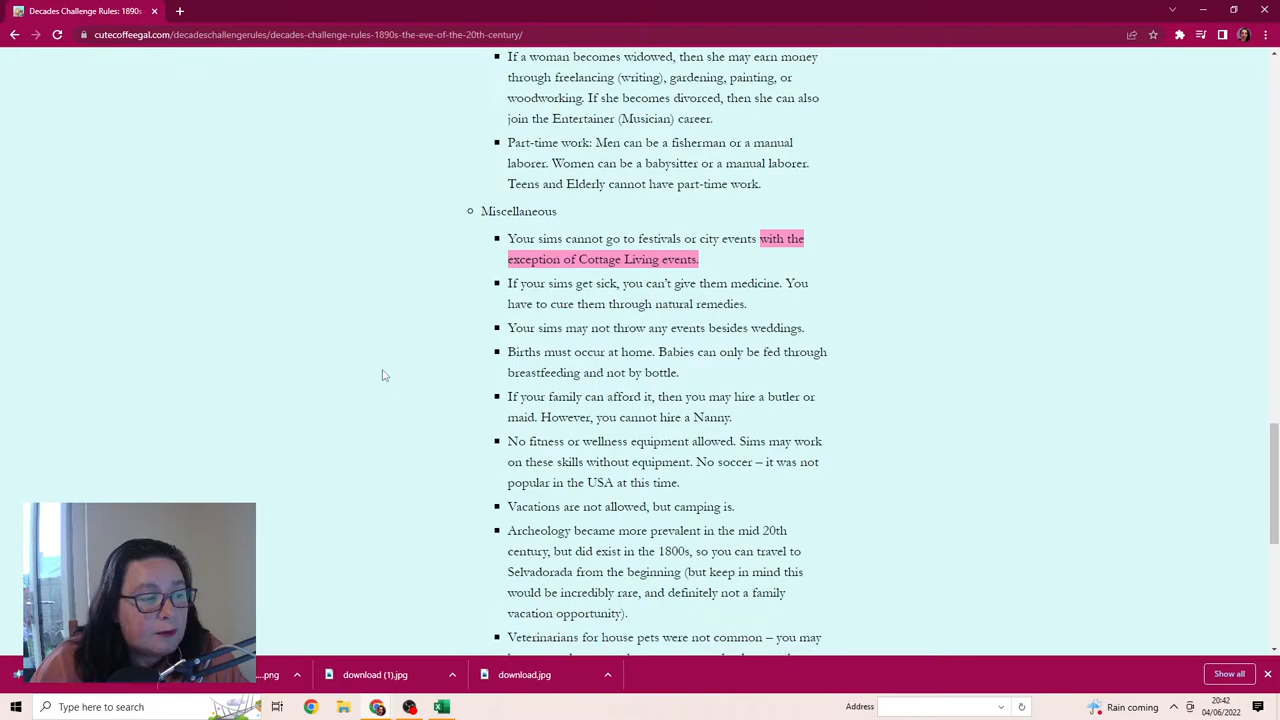 Decades Challenge Rules: 1890s
cutecoffeegal.com/decadeschallengerules/decades-challenge-rules-1890s-the-eve-of-the-20th-century/
If a woman becomes widowed, then she may earn money
through freelancing (writing), gardening, painting, or
woodworking. If she becomes divorced, then she can also
join the Entertainer (Musician) career.
Part-time work: Men can be a fisherman or a manual
laborer. Women can be a babysitter or a manual laborer.
Teens and Elderly cannot have part-time work.
Miscellaneous
Your sims cannot go to festivals or city events with the
exception of Cottage Living events.
If your sims get sick, you can’t give them medicine. You
have to cure them through natural remedies.
Your sims may not throw any events besides weddings.
Births must occur at home. Babies can only be fed through
breastfeeding and not by bottle.
If your family can afford it, then you may hire a butler or
maid. However, you cannot hire a Nanny.
No fitness or wellness equipment allowed. Sims may work
on these skills without equipment. No soccer – it was not
popular in the USA at this time.
Vacations are not allowed, but camping is.
Archeology became more prevalent in the mid 20th
century, but did exist in the 1800s, so you can travel to
Selvadorada from the beginning (but keep in mind this
would be incredibly rare, and definitely not a family
vacation opportunity).
Veterinarians for house pets were not common – you may
....png
download (1).jpg
download.jpg
Show all
Type here to search
Address
Rain coming
20:42
04/06/2022